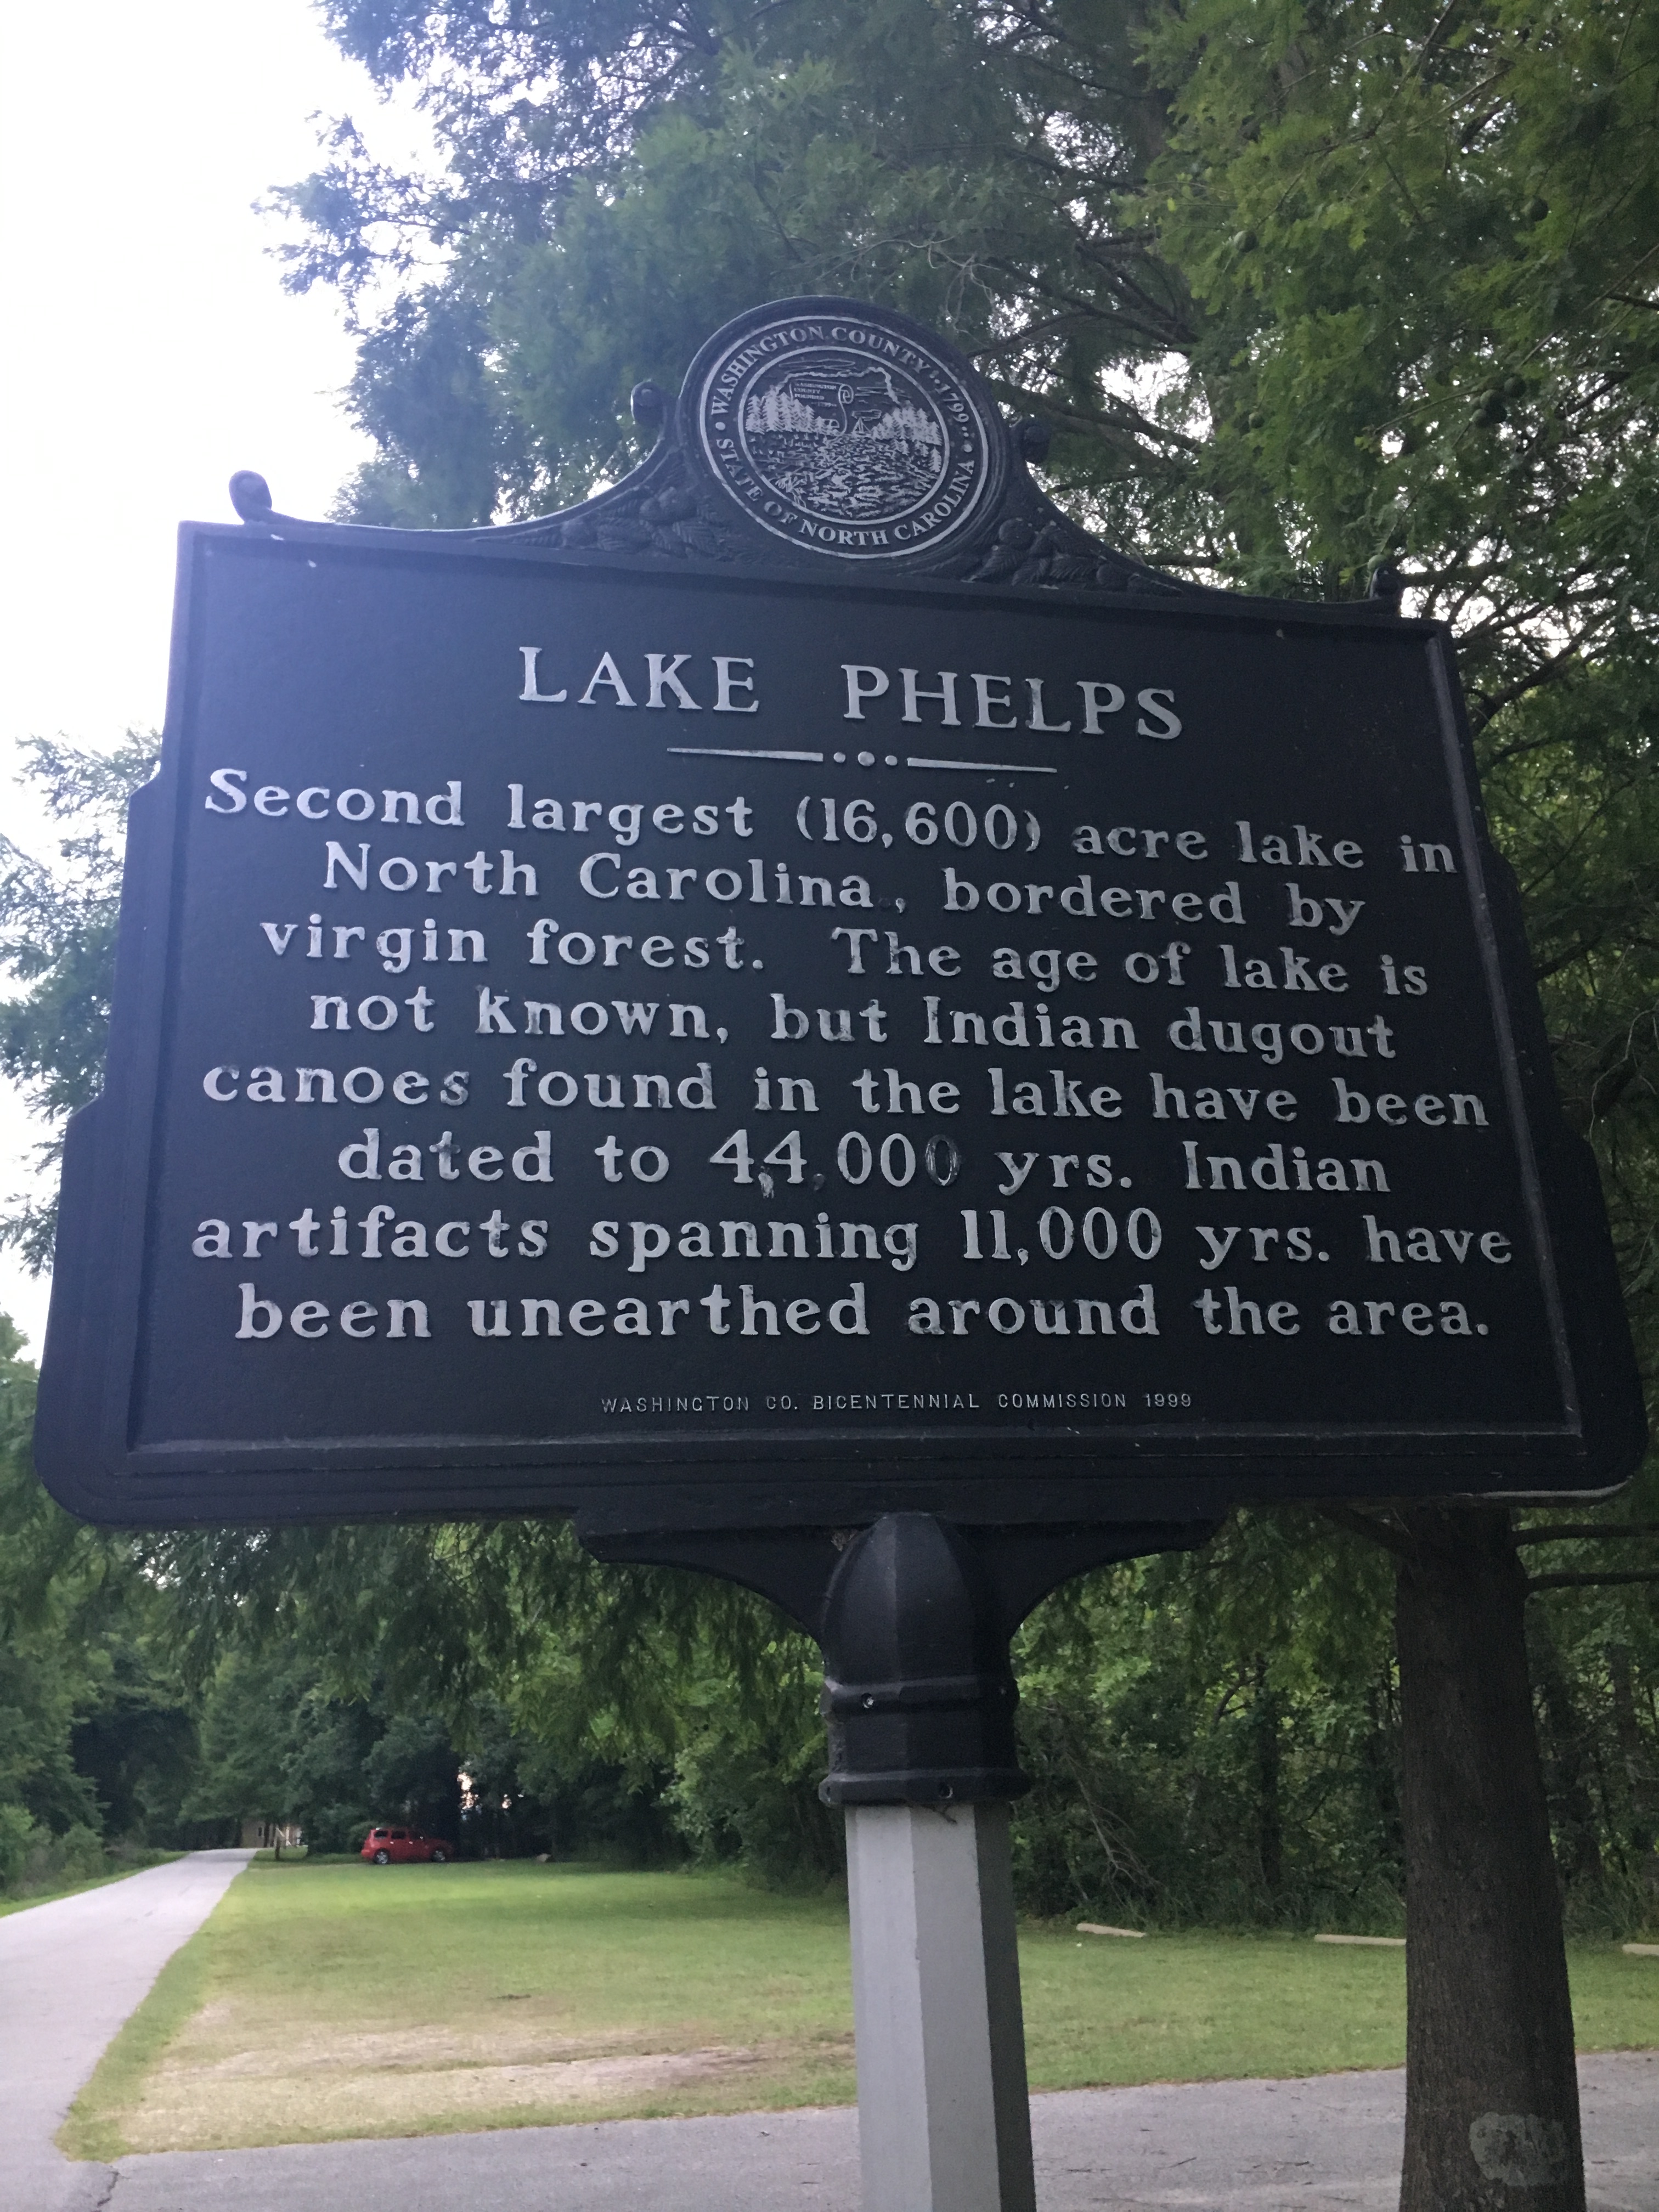 WASHINGTON COUNTY • 1799 •
WASHINGTON
COUNTY
FOUNDED
STATE OF NORTH CAROLINA
LAKE PHELPS
Second largest (16,600) acre lake in
North Carolina, bordered by
virgin forest. The age of lake is
not known, but Indian dugout
canoes found in the lake have been
dated to 44,000 yrs. Indian
artifacts spanning 11,000 yrs. have
been unearthed around the area.
WASHINGTON CO. BICENTENNIAL COMMISSION 1999